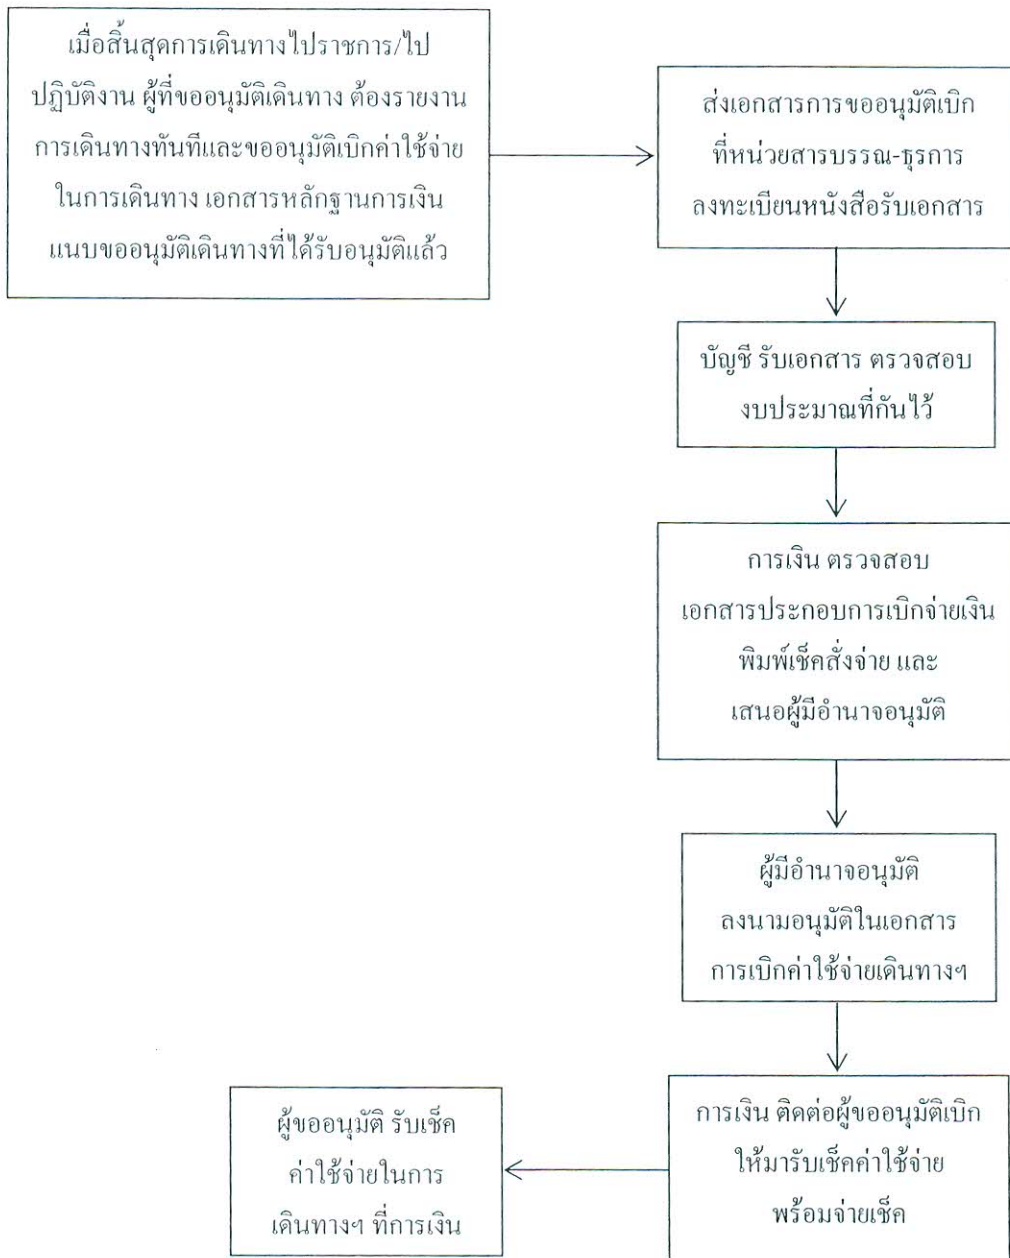 เมื่อสิ้นสุดการเดินทางไปราชการ/ไป
ปฏิบัติงาน ผู้ที่ขออนุมัติเดินทาง ต้องรายงาน
การเดินทางทันทีและขออนุมัติเบิกค่าใช้จ่าย
ในการเดินทาง เอกสารหลักฐานการเงิน
แนบขออนุมัติเดินทางที่ได้รับอนุมัติแล้ว
ส่งเอกสารการขออนุมัติเบิก
ที่หน่วยสารบรรณ-ธุรการ
ลงทะเบียนหนังสือรับเอกสาร
บัญชี รับเอกสาร ตรวจสอบ
งบประมาณที่กันไว้
การเงิน ตรวจสอบ
เอกสารประกอบการเบิกจ่ายเงิน
พิมพ์เช็คสั่งจ่าย และ
เสนอผู้มีอำนาจอนุมัติ
ผู้มีอำนาจอนุมัติ
ลงนามอนุมัติในเอกสาร
การเบิกค่าใช้จ่ายเดินทางฯ
การเงิน ติดต่อผู้ขออนุมัติเบิก
ให้มารับเช็คค่าใช้จ่าย
พร้อมจ่ายเช็ค
ผู้ขออนุมัติ รับเช็ค
ค่าใช้จ่ายในการ
เดินทางฯ ที่การเงิน